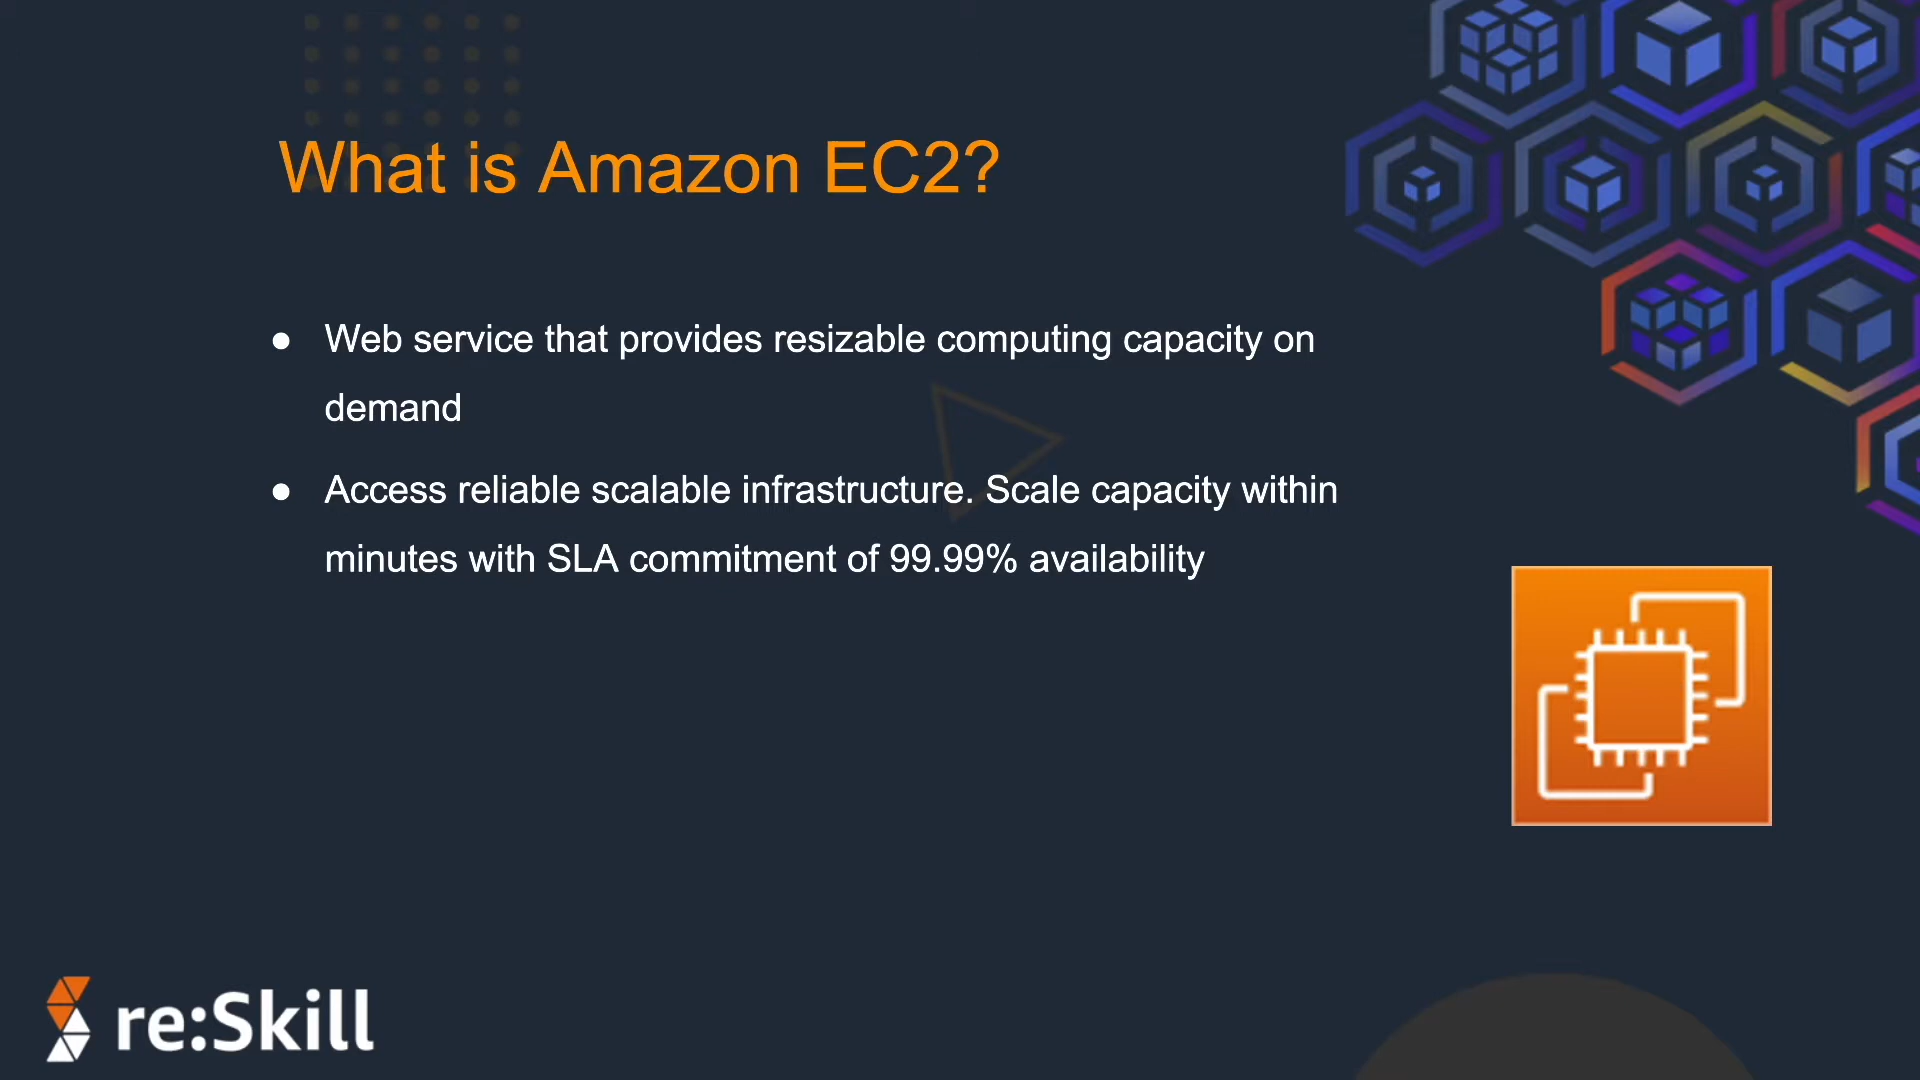 What is Amazon EC2?
● Web service that provides resizable computing capacity on
demand
● Access reliable scalable infrastructure. Scale capacity within
minutes with SLA commitment of 99.99% availability
re:Skill